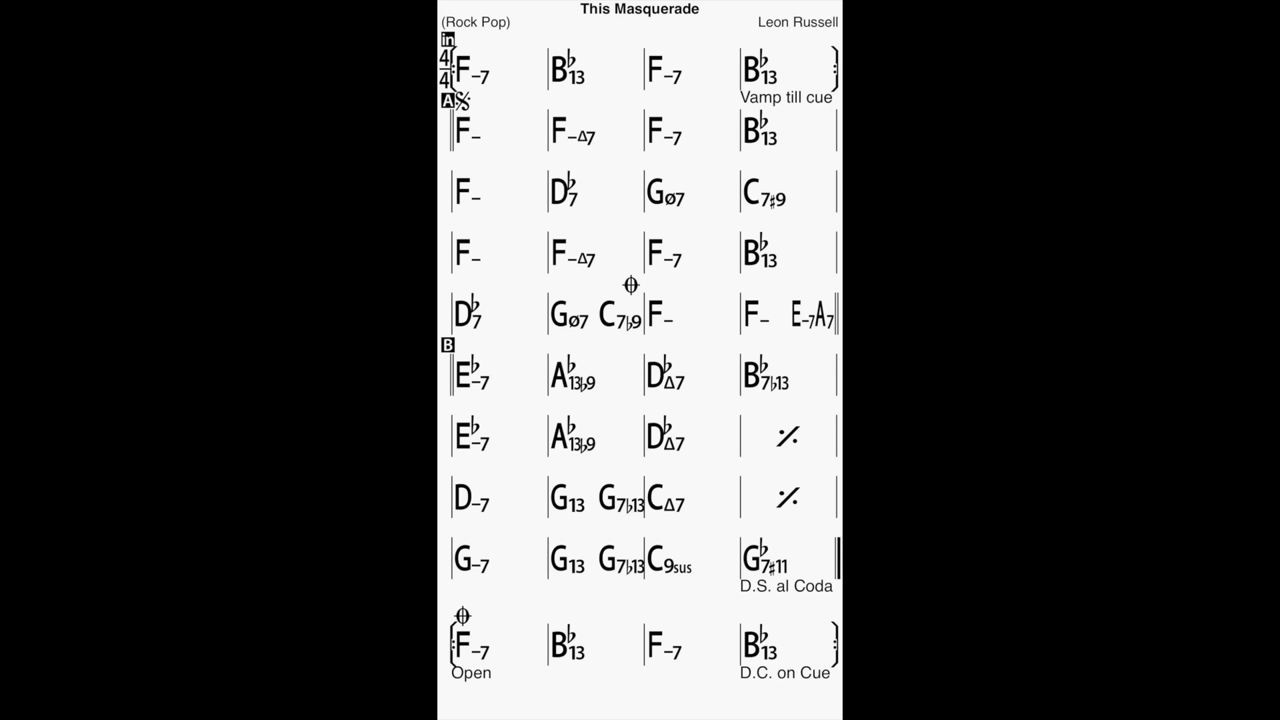 This Masquerade
(Rock Pop) Leon Russell
in
4/4 F–7 B♭13 F–7 B♭13
Vamp till cue
A
F– F–Δ7 F–7 B♭13
F– D♭7 Gø7 C7♯9
F– F–Δ7 F–7 B♭13
D♭7 Gø7 C7♭9 F– F– E–7 A7
B
E♭–7 A♭13♭9 D♭Δ7 B♭7♭13
E♭–7 A♭13♭9 D♭Δ7
D–7 G13 G7♭13 CΔ7
G–7 G13 G7♭13 C9sus G♭7♯11
D.S. al Coda
F–7 B♭13 F–7 B♭13
Open D.C. on Cue